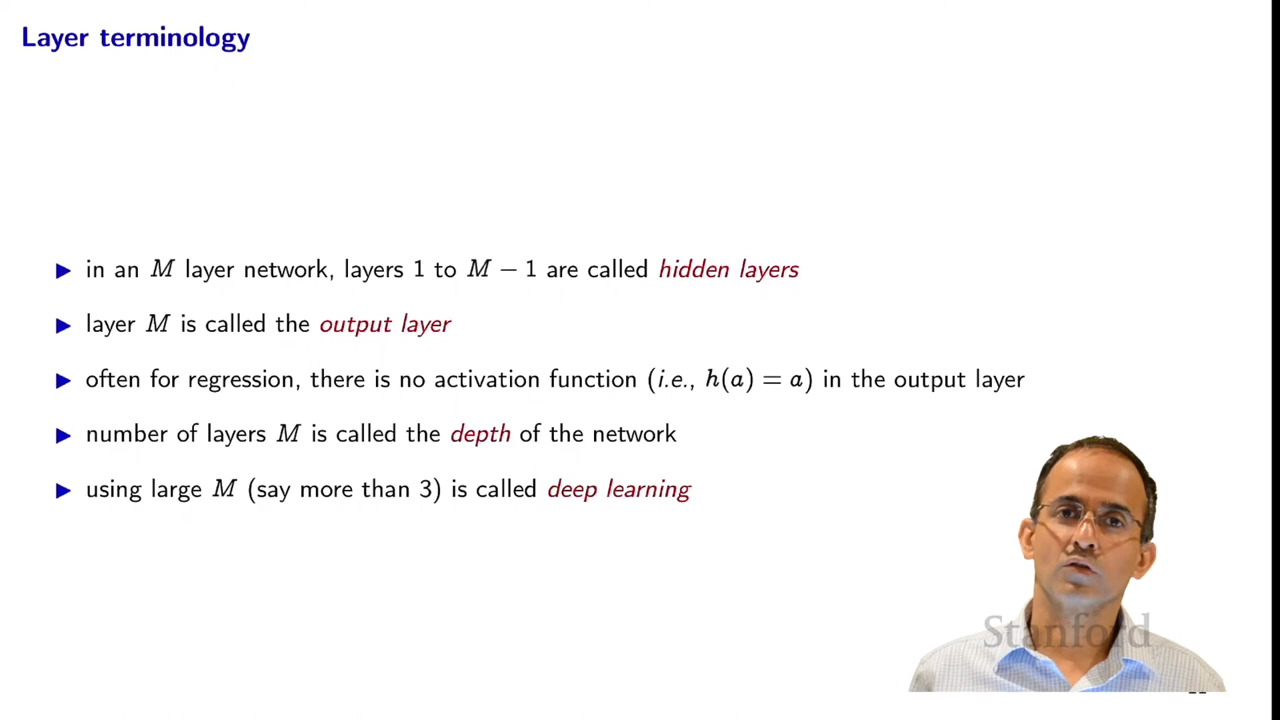 Layer terminology
▶ in an M layer network, layers 1 to M − 1 are called hidden layers
▶ layer M is called the output layer
▶ often for regression, there is no activation function (i.e., h(a) = a) in the output layer
▶ number of layers M is called the depth of the network
▶ using large M (say more than 3) is called deep learning
Stanford